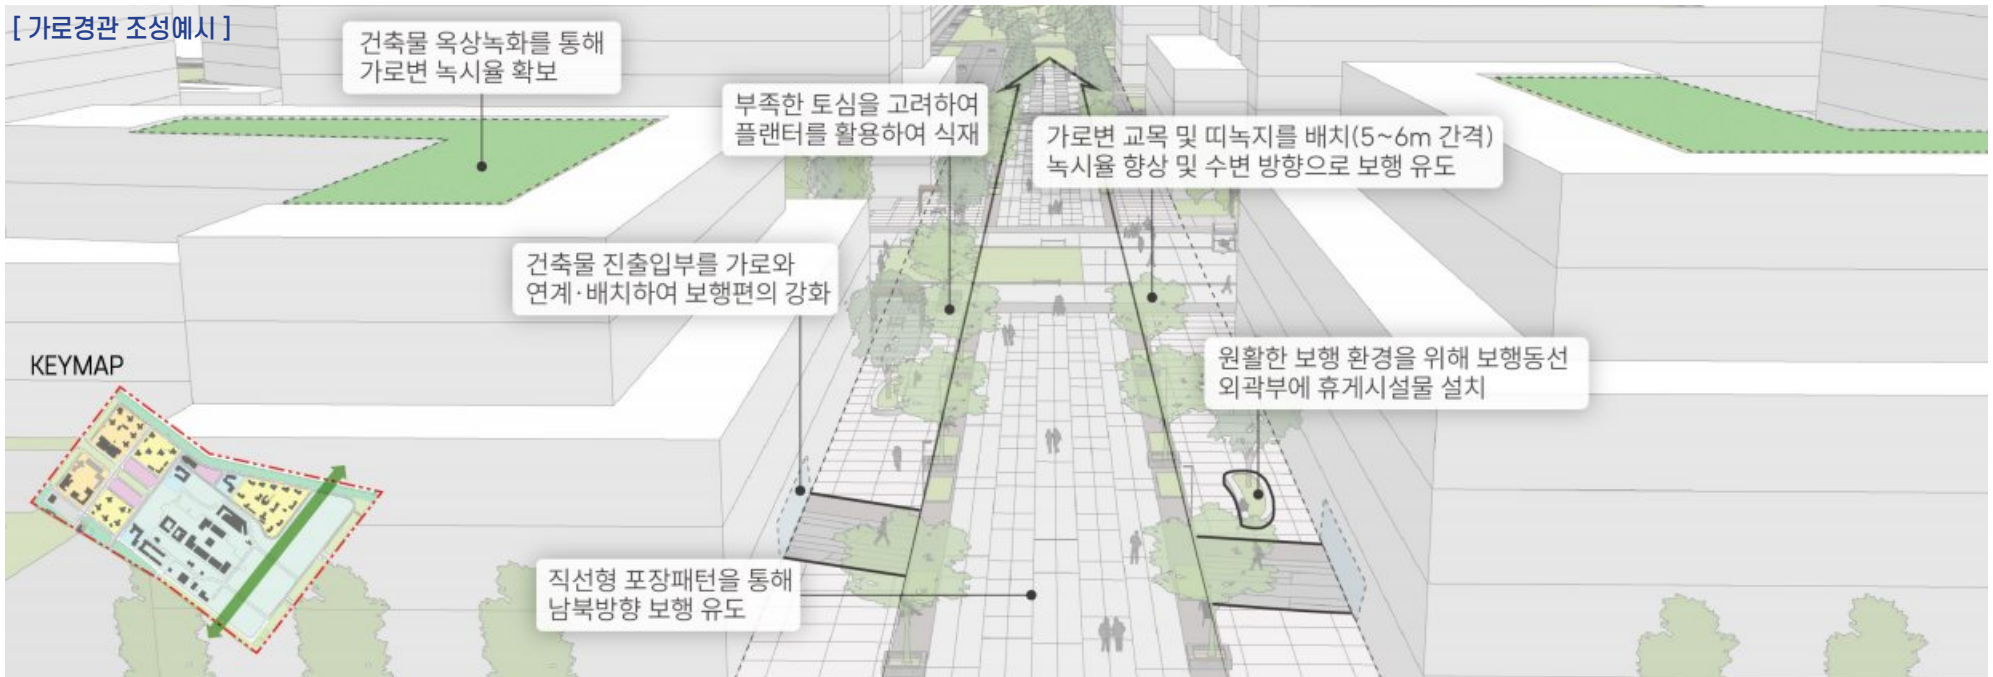 [ 가로경관 조성예시 ]
건축물 옥상녹화를 통해
가로변 녹시율 확보
부족한 토심을 고려하여
플랜터를 활용하여 식재
가로변 교목 및 띠녹지를 배치(5~6m 간격)
녹시율 향상 및 수변 방향으로 보행 유도
건축물 진출입부를 가로와
연계·배치하여 보행편의 강화
원활한 보행 환경을 위해 보행동선
외곽부에 휴게시설물 설치
KEYMAP
직선형 포장패턴을 통해
남북방향 보행 유도